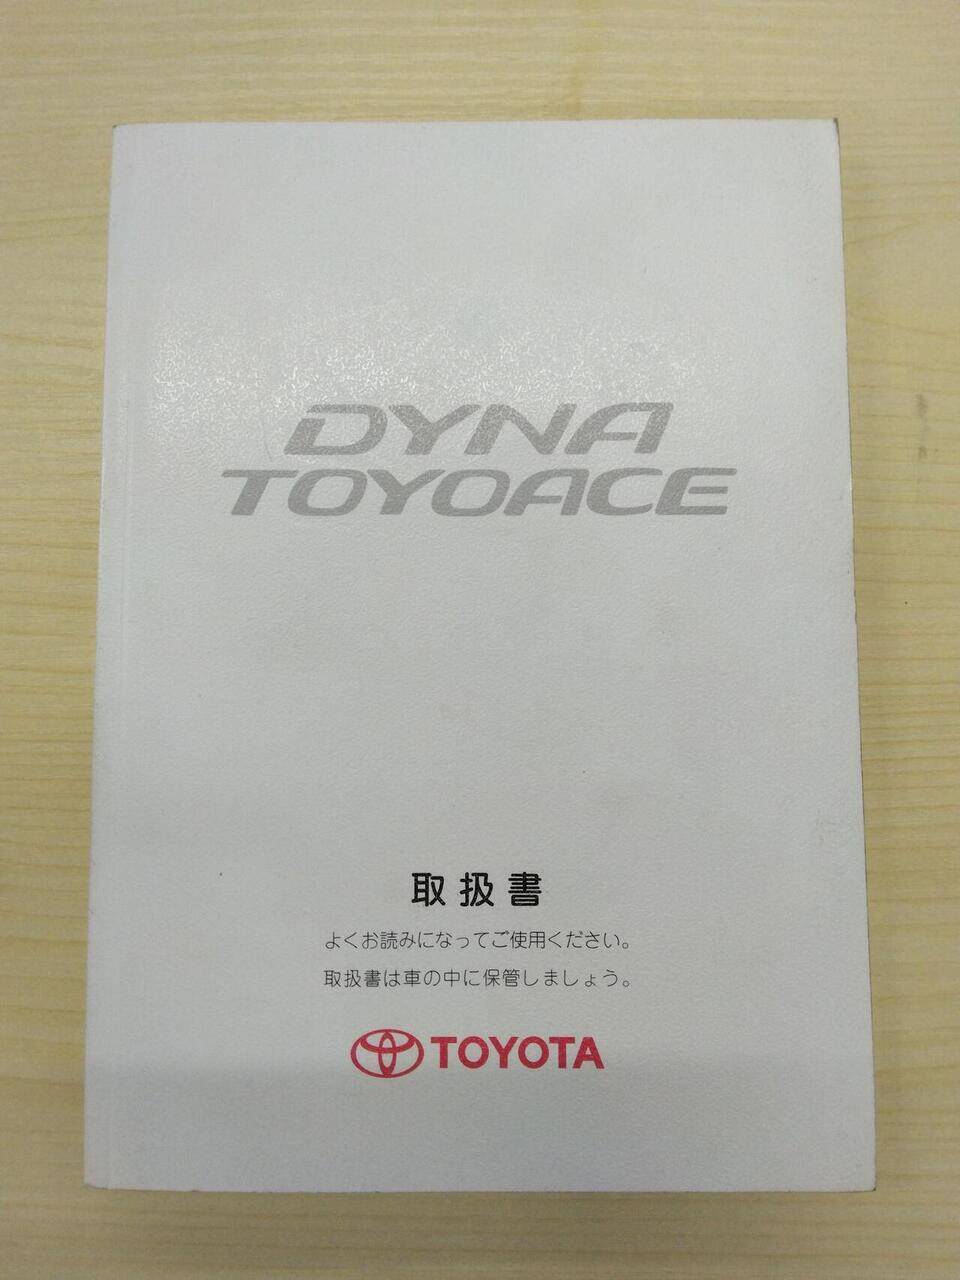 DYNA
TOYOACE
取扱書
よくお読みになってご使用ください。
取扱書は車の中に保管しましょう。
TOYOTA